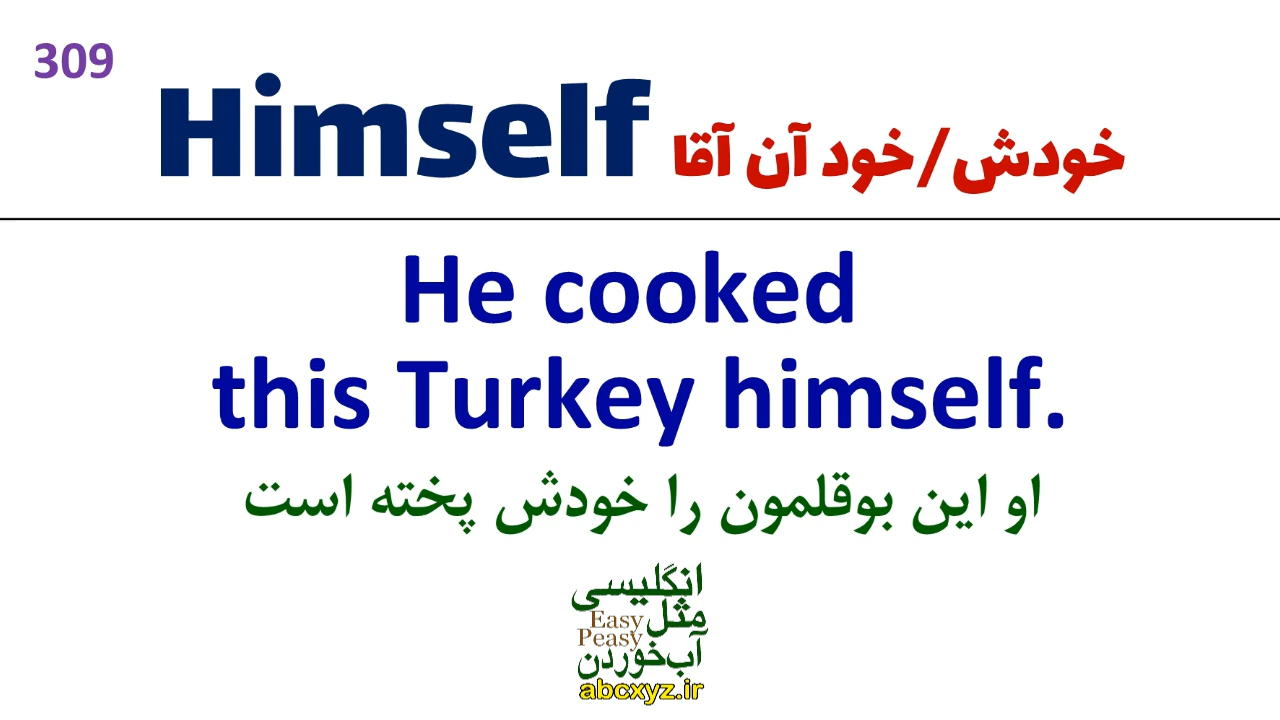 309
Himself خودش/خود آن آقا
He cooked
this Turkey himself.
او این بوقلمون را خودش پخته است
انگلیسی
مثل Easy
Peasy
آب‌خوردن
abcxyz.ir